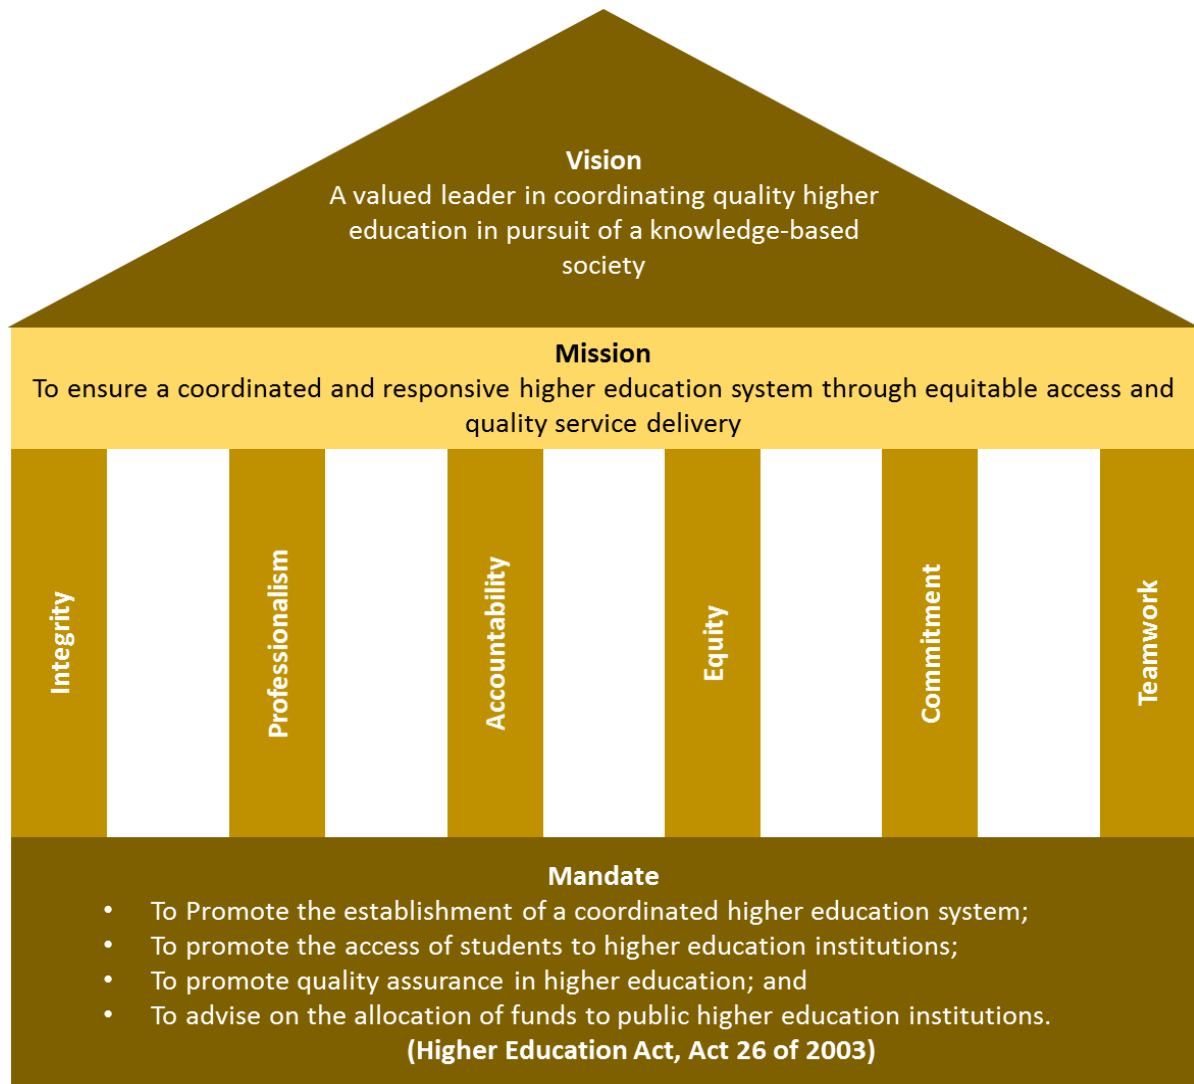 Vision
A valued leader in coordinating quality higher
education in pursuit of a knowledge-based
society
Mission
To ensure a coordinated and responsive higher education system through equitable access and
quality service delivery
Integrity
Professionalism
Accountability
Equity
Commitment
Teamwork
Mandate
• To Promote the establishment of a coordinated higher education system;
• To promote the access of students to higher education institutions;
• To promote quality assurance in higher education; and
• To advise on the allocation of funds to public higher education institutions.
(Higher Education Act, Act 26 of 2003)